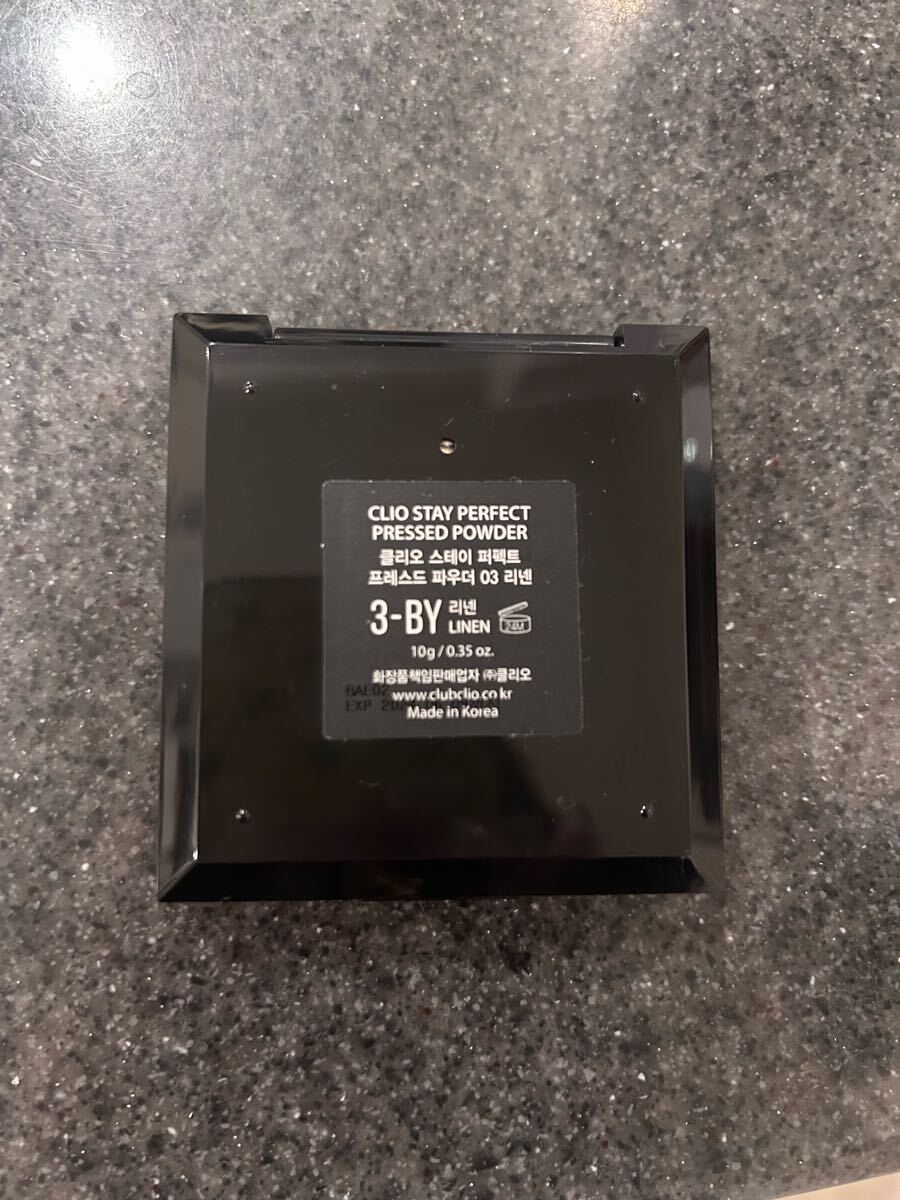 CLIO STAY PERFECT
PRESSED POWDER
클리오 스테이 퍼펙트
프레스드 파우더 03 리넨
3-BY 리넨
LINEN
24M
10g / 0.35 oz.
화장품책임판매업자 ㈜클리오
www.clubclio.co.kr
EXP
Made in Korea